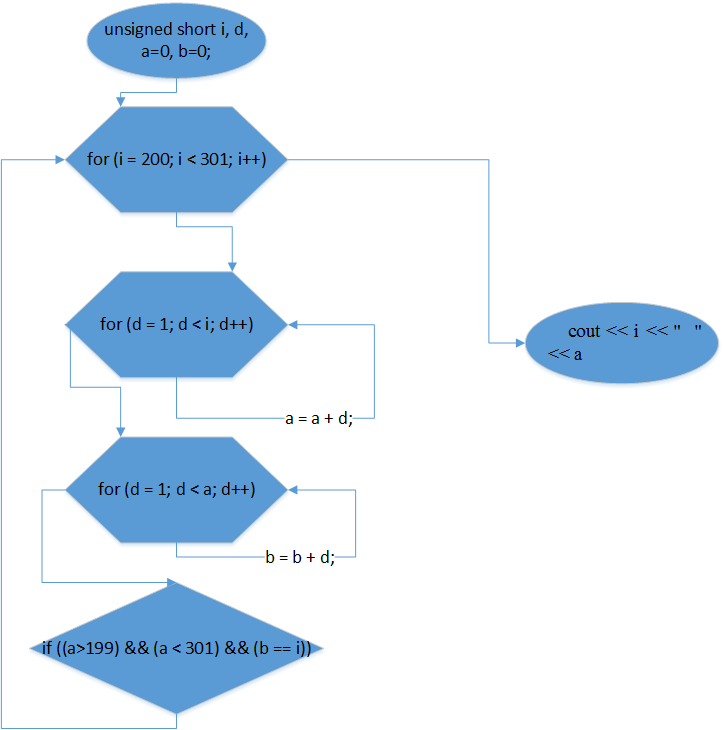 unsigned short i, d,
a=0, b=0;
for (i = 200; i < 301; i++)
for (d = 1; d < i; d++)
cout << i << "   "
<< a
a = a + d;
for (d = 1; d < a; d++)
b = b + d;
if ((a>199) && (a < 301) && (b == i))